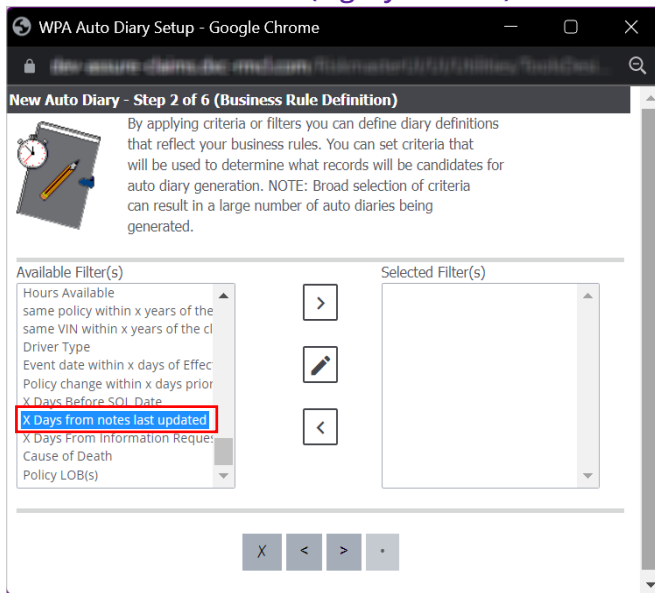 WPA Auto Diary Setup - Google Chrome
New Auto Diary - Step 2 of 6 (Business Rule Definition)
By applying criteria or filters you can define diary definitions
that reflect your business rules. You can set criteria that
will be used to determine what records will be candidates for
auto diary generation. NOTE: Broad selection of criteria
can result in a large number of auto diaries being
generated.
Available Filter(s)
Selected Filter(s)
Hours Available
same policy within x years of the
same VIN within x years of the cl
Driver Type
Event date within x days of Effec
Policy change within x days prior
X Days Before SOL Date
X Days from notes last updated
X Days From Information Reques
Cause of Death
Policy LOB(s)
X < >